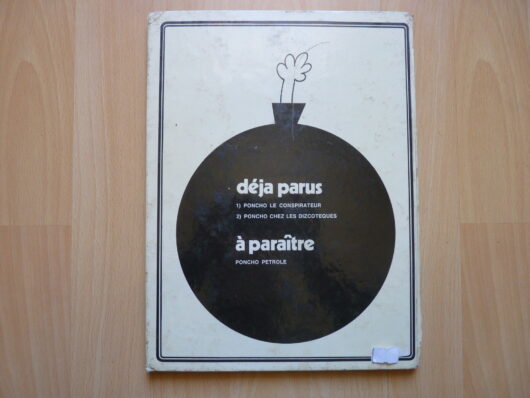 déja parus
1) PONCHO LE CONSPIRATEUR
2) PONCHO CHEZ LES DIZCOTEQUES
à paraître
PONCHO PETROLE